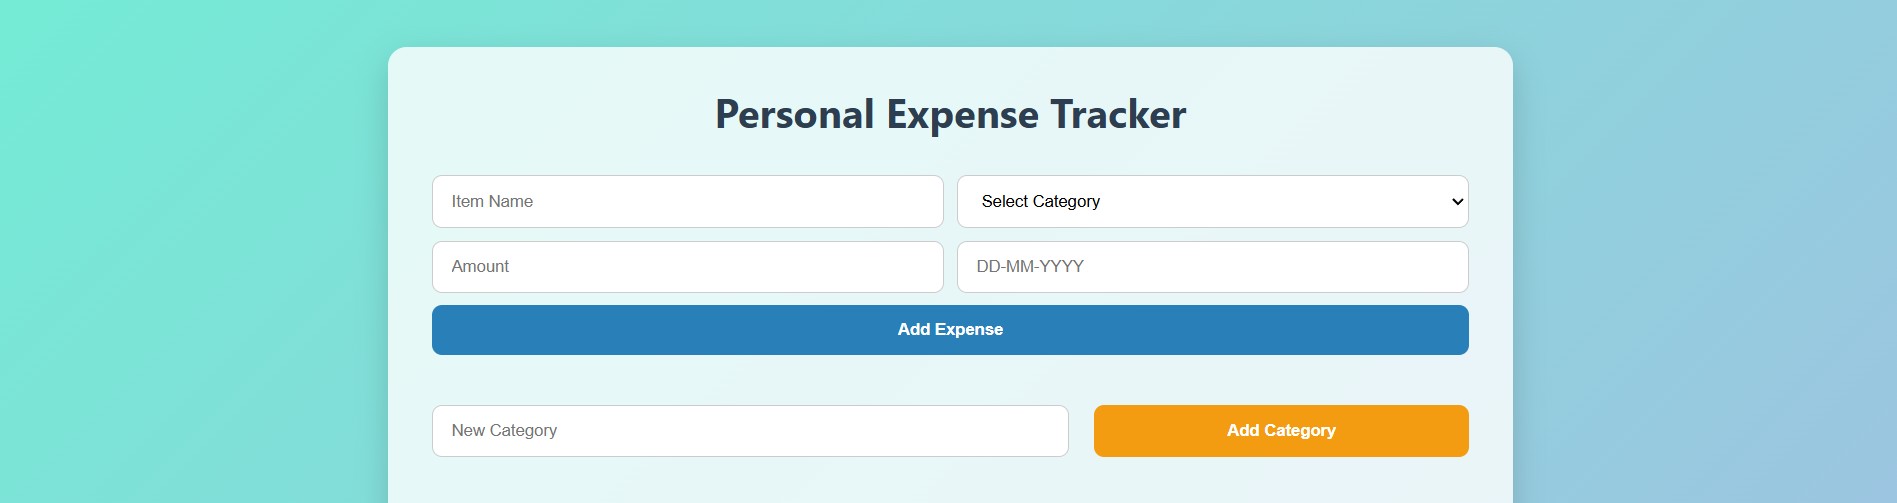 Personal Expense Tracker
Item Name
Select Category
Amount
DD-MM-YYYY
Add Expense
New Category
Add Category